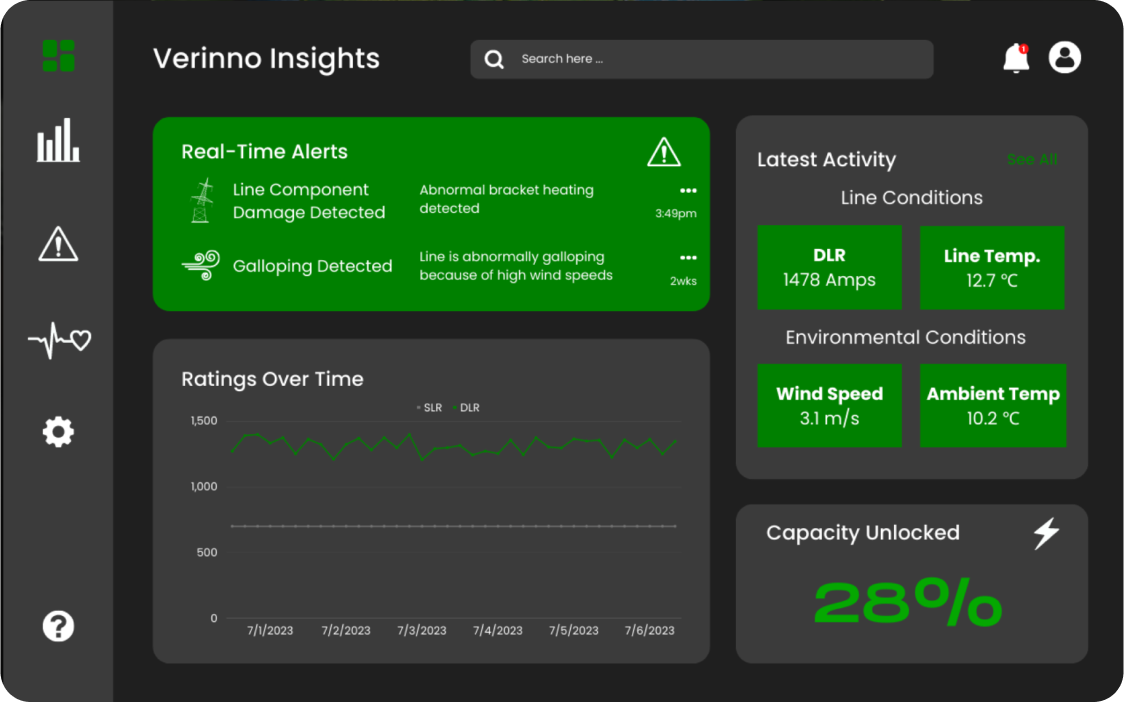 Verinno Insights
Search here ...
1
Real-Time Alerts
Line Component
Damage Detected
Abnormal bracket heating
detected
3:49pm
Galloping Detected
Line is abnormally galloping
because of high wind speeds
2wks
Latest Activity
See All
Line Conditions
DLR
1478 Amps
Line Temp.
12.7 °C
Environmental Conditions
Wind Speed
3.1 m/s
Ambient Temp
10.2 °C
Ratings Over Time
SLR DLR
1,500
1,000
500
0
7/1/2023 7/2/2023 7/3/2023 7/4/2023 7/5/2023 7/6/2023
Capacity Unlocked
28%
?